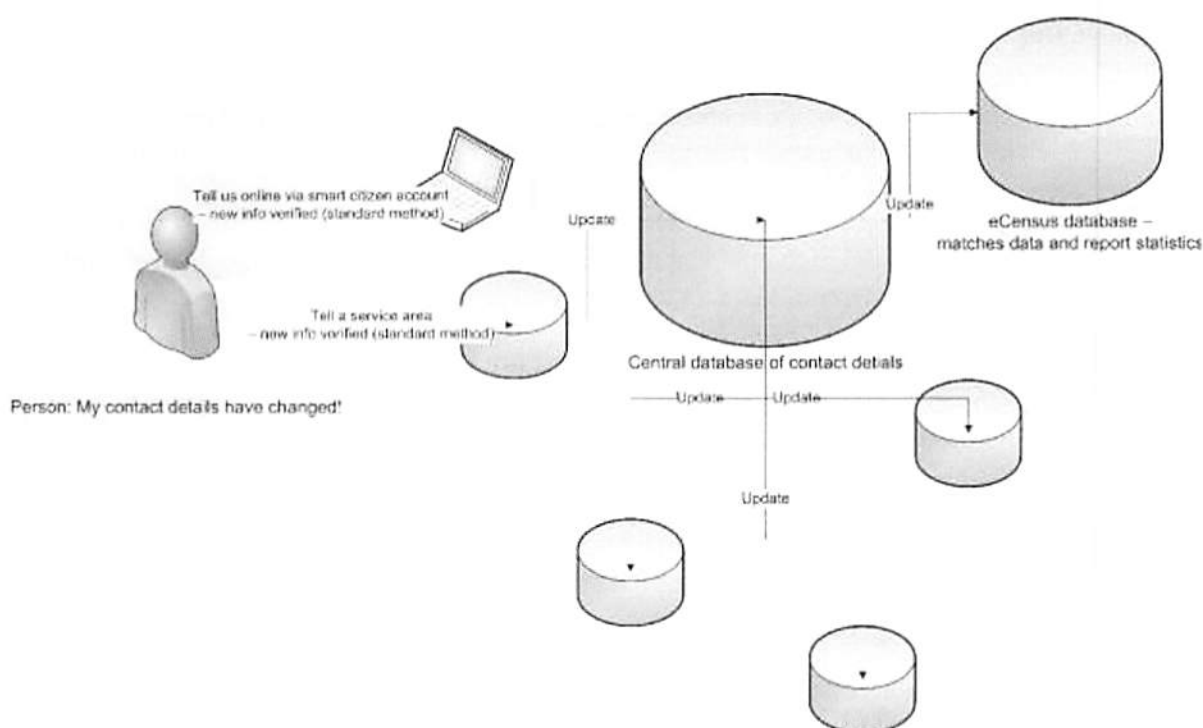 Tell us online via smart citizen account
– new info verified (standard method)
Update
Update
eCensus database –
matches data and report statistics
Tell a service area
– new info verified (standard method)
Central database of contact detials
Person: My contact details have changed!
Update
Update
Update